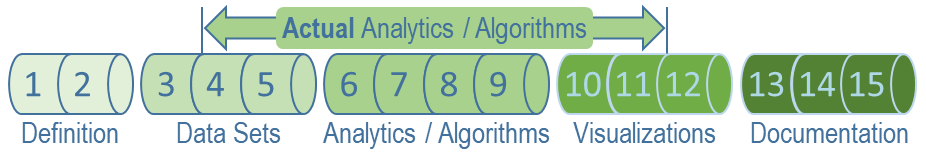 Actual Analytics / Algorithms
1 2 3 4 5 6 7 8 9 10 11 12 13 14 15
Definition Data Sets Analytics / Algorithms Visualizations Documentation